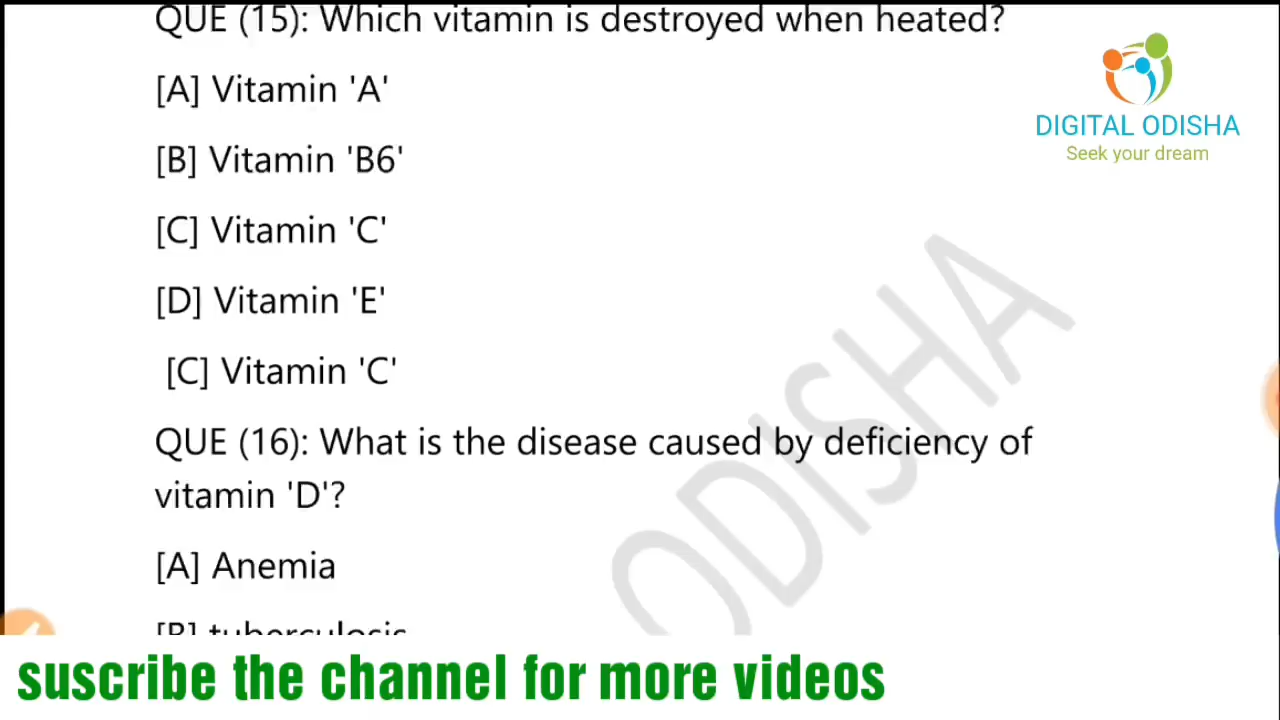 QUE (15): Which vitamin is destroyed when heated?
[A] Vitamin 'A'
[B] Vitamin 'B6'
[C] Vitamin 'C'
[D] Vitamin 'E'
[C] Vitamin 'C'
QUE (16): What is the disease caused by deficiency of
vitamin 'D'?
[A] Anemia
[B] tuberculosis
DIGITAL ODISHA
Seek your dream
ODISHA
suscribe the channel for more videos